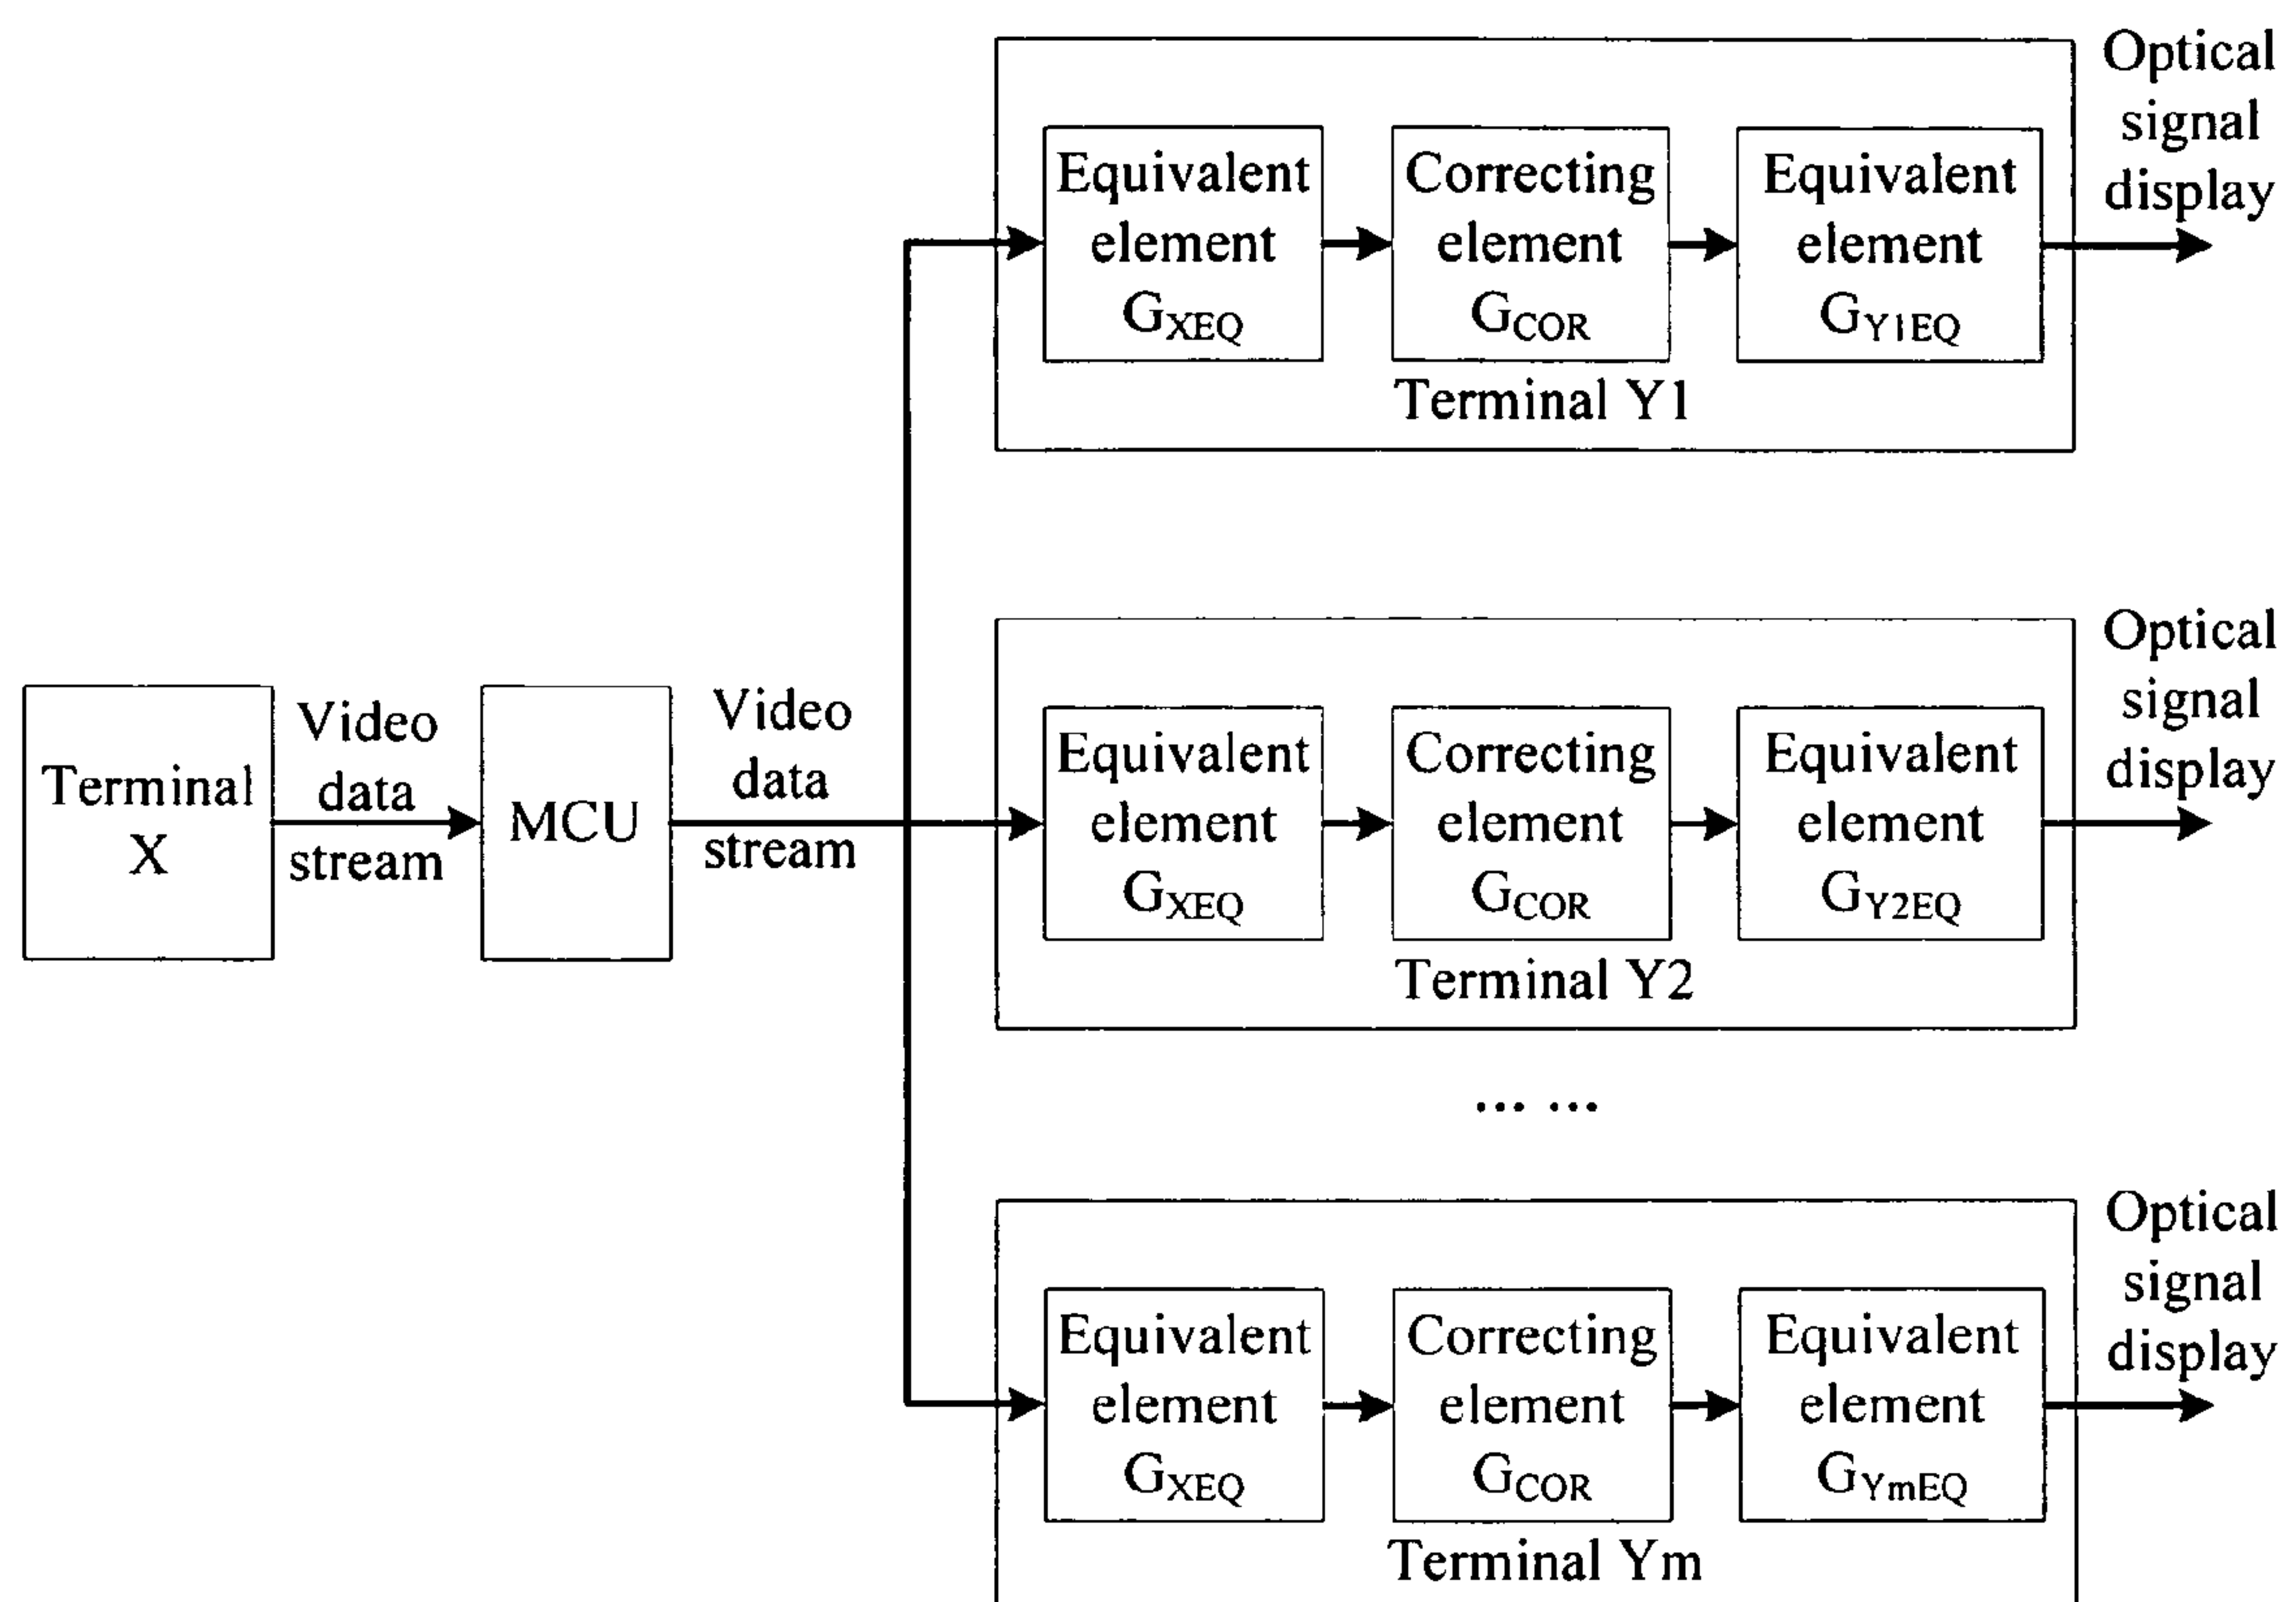 Optical
signal
display
Equivalent
element
GXEQ
Correcting
element
GCOR
Equivalent
element
GY1EQ
Terminal Y1
Terminal
X
Video
data
stream
MCU
Video
data
stream
Optical
signal
display
Equivalent
element
GXEQ
Correcting
element
GCOR
Equivalent
element
GY2EQ
Terminal Y2
... ...
Optical
signal
display
Equivalent
element
GXEQ
Correcting
element
GCOR
Equivalent
element
GYmEQ
Terminal Ym